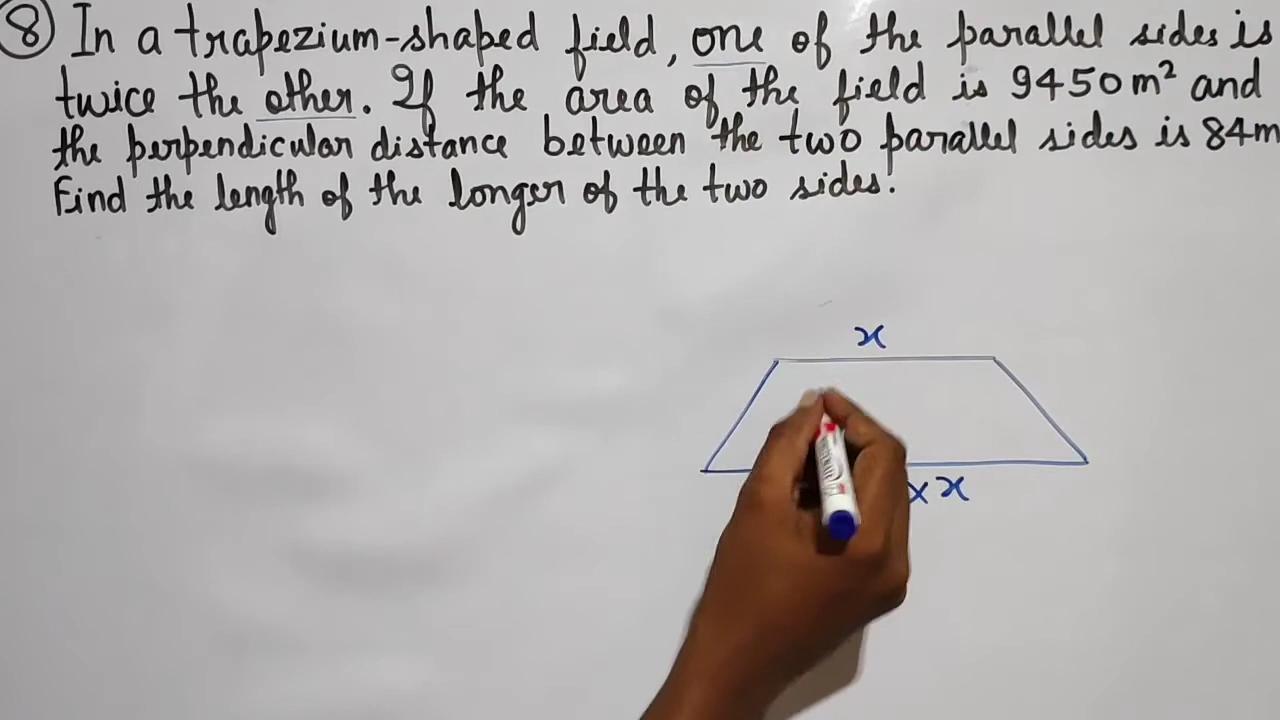 8 In a trapezium-shaped field, one of the parallel sides is
twice the other. If the area of the field is 9450 m² and
the perpendicular distance between the two parallel sides is 84m
Find the length of the longer of the two sides.
x
× x